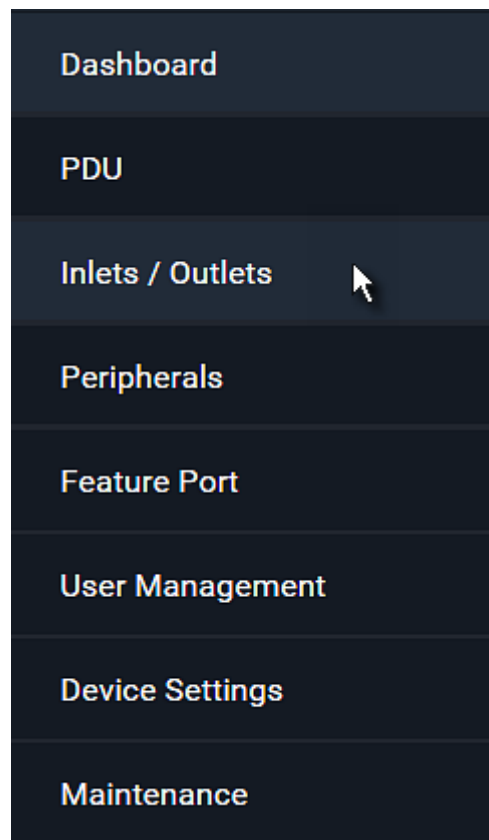 Dashboard
PDU
Inlets / Outlets
Peripherals
Feature Port
User Management
Device Settings
Maintenance